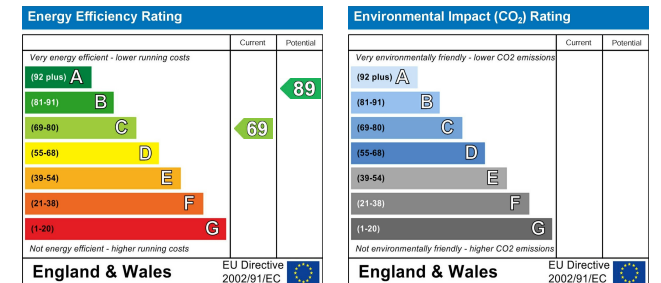 Energy Efficiency Rating
Current Potential
Very energy efficient - lower running costs
(92 plus) A
89
(81-91) B
(69-80) C
69
(55-68) D
(39-54) E
(21-38) F
(1-20) G
Not energy efficient - higher running costs
England & Wales
EU Directive
2002/91/EC
Environmental Impact (CO₂) Rating
Current Potential
Very environmentally friendly - lower CO2 emissions
(92 plus) A
(81-91) B
(69-80) C
(55-68) D
(39-54) E
(21-38) F
(1-20) G
Not environmentally friendly - higher CO2 emissions
England & Wales
EU Directive
2002/91/EC